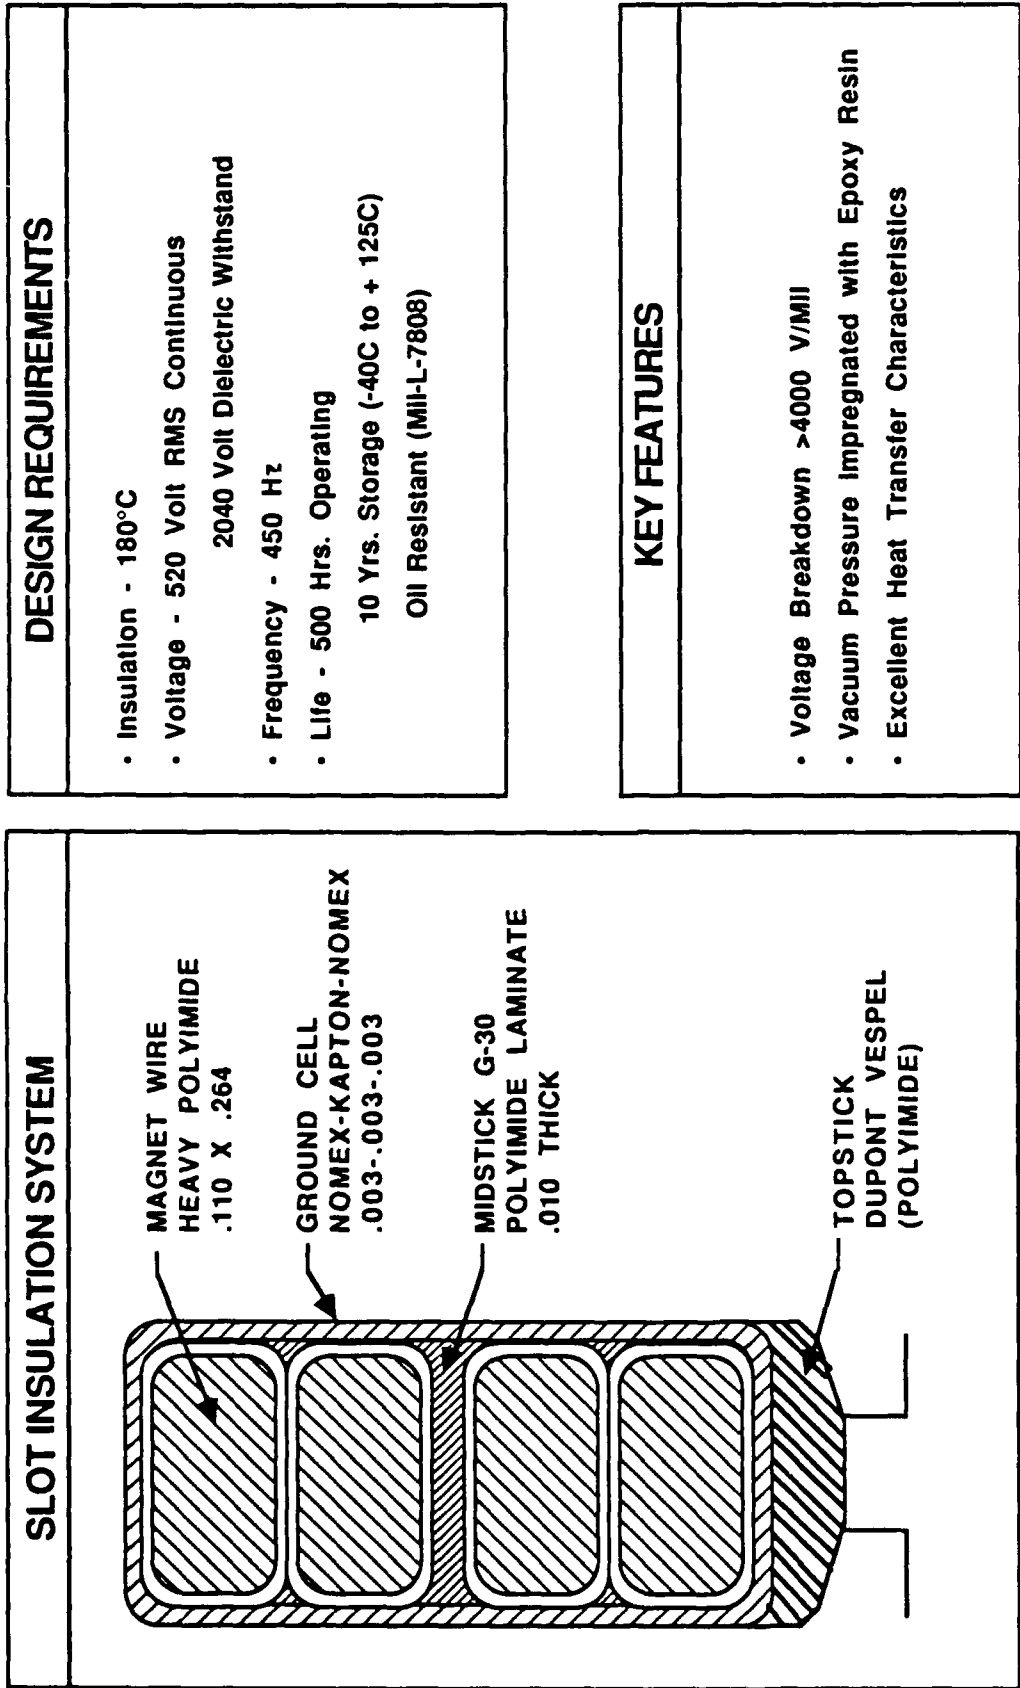 SLOT INSULATION SYSTEM
MAGNET WIRE
HEAVY POLYIMIDE
.110 X .264
GROUND CELL
NOMEX-KAPTON-NOMEX
.003-.003-.003
MIDSTICK G-30
POLYIMIDE LAMINATE
.010 THICK
TOPSTICK
DUPONT VESPEL
(POLYIMIDE)
DESIGN REQUIREMENTS
• Insulation - 180°C
• Voltage - 520 Volt RMS Continuous
2040 Volt Dielectric Withstand
• Frequency - 450 Hz
• Life - 500 Hrs. Operating
10 Yrs. Storage (-40C to + 125C)
Oil Resistant (Mil-L-7808)
KEY FEATURES
• Voltage Breakdown >4000 V/Mil
• Vacuum Pressure Impregnated with Epoxy Resin
• Excellent Heat Transfer Characteristics